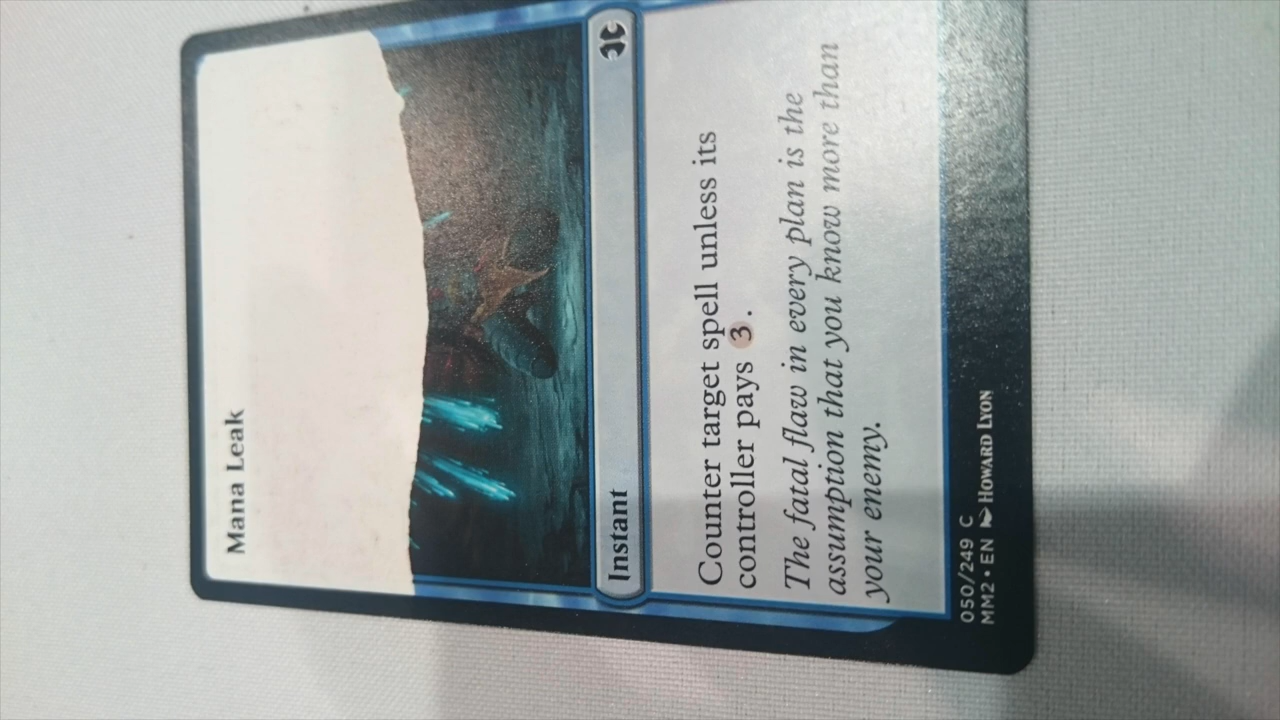 Mana Leak
Instant
Counter target spell unless its
controller pays 3.
The fatal flaw in every plan is the
assumption that you know more than
your enemy.
050/249 C
MM2 • EN HOWARD LYON